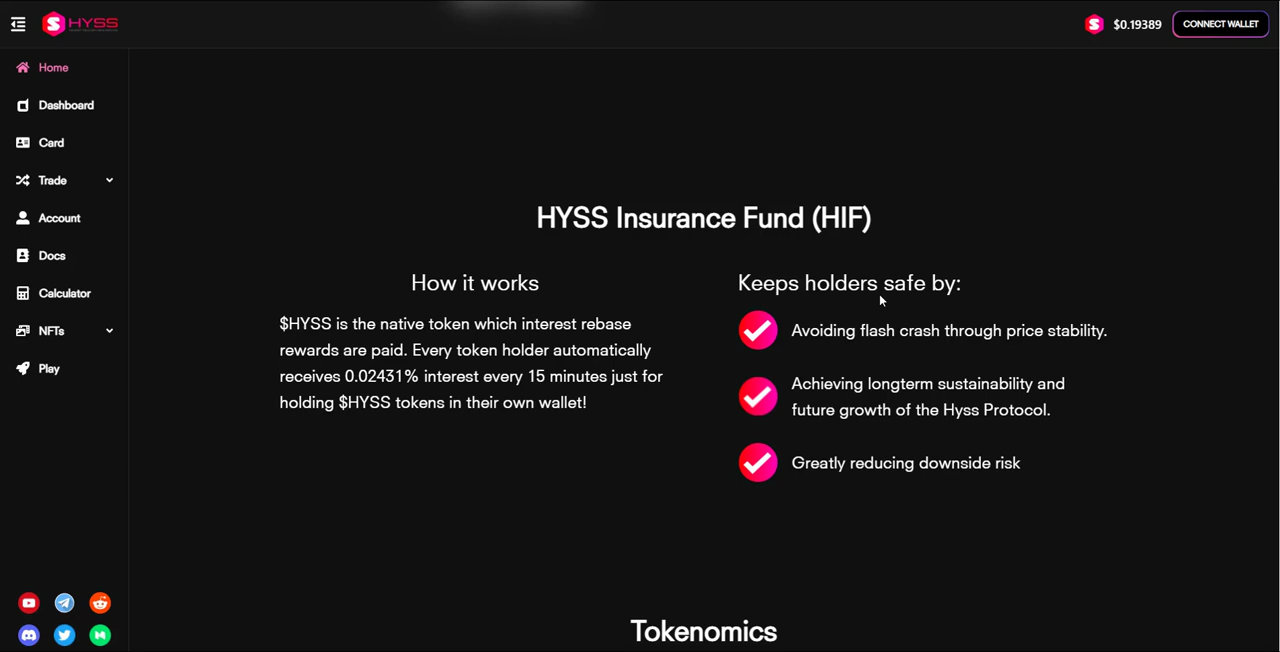 HYSS
$0.19389
CONNECT WALLET
Home
Dashboard
Card
Trade
Account
Docs
Calculator
NFTs
Play
HYSS Insurance Fund (HIF)
How it works
$HYSS is the native token which interest rebase
rewards are paid. Every token holder automatically
receives 0.02431% interest every 15 minutes just for
holding $HYSS tokens in their own wallet!
Keeps holders safe by:
Avoiding flash crash through price stability.
Achieving longterm sustainability and
future growth of the Hyss Protocol.
Greatly reducing downside risk
Tokenomics